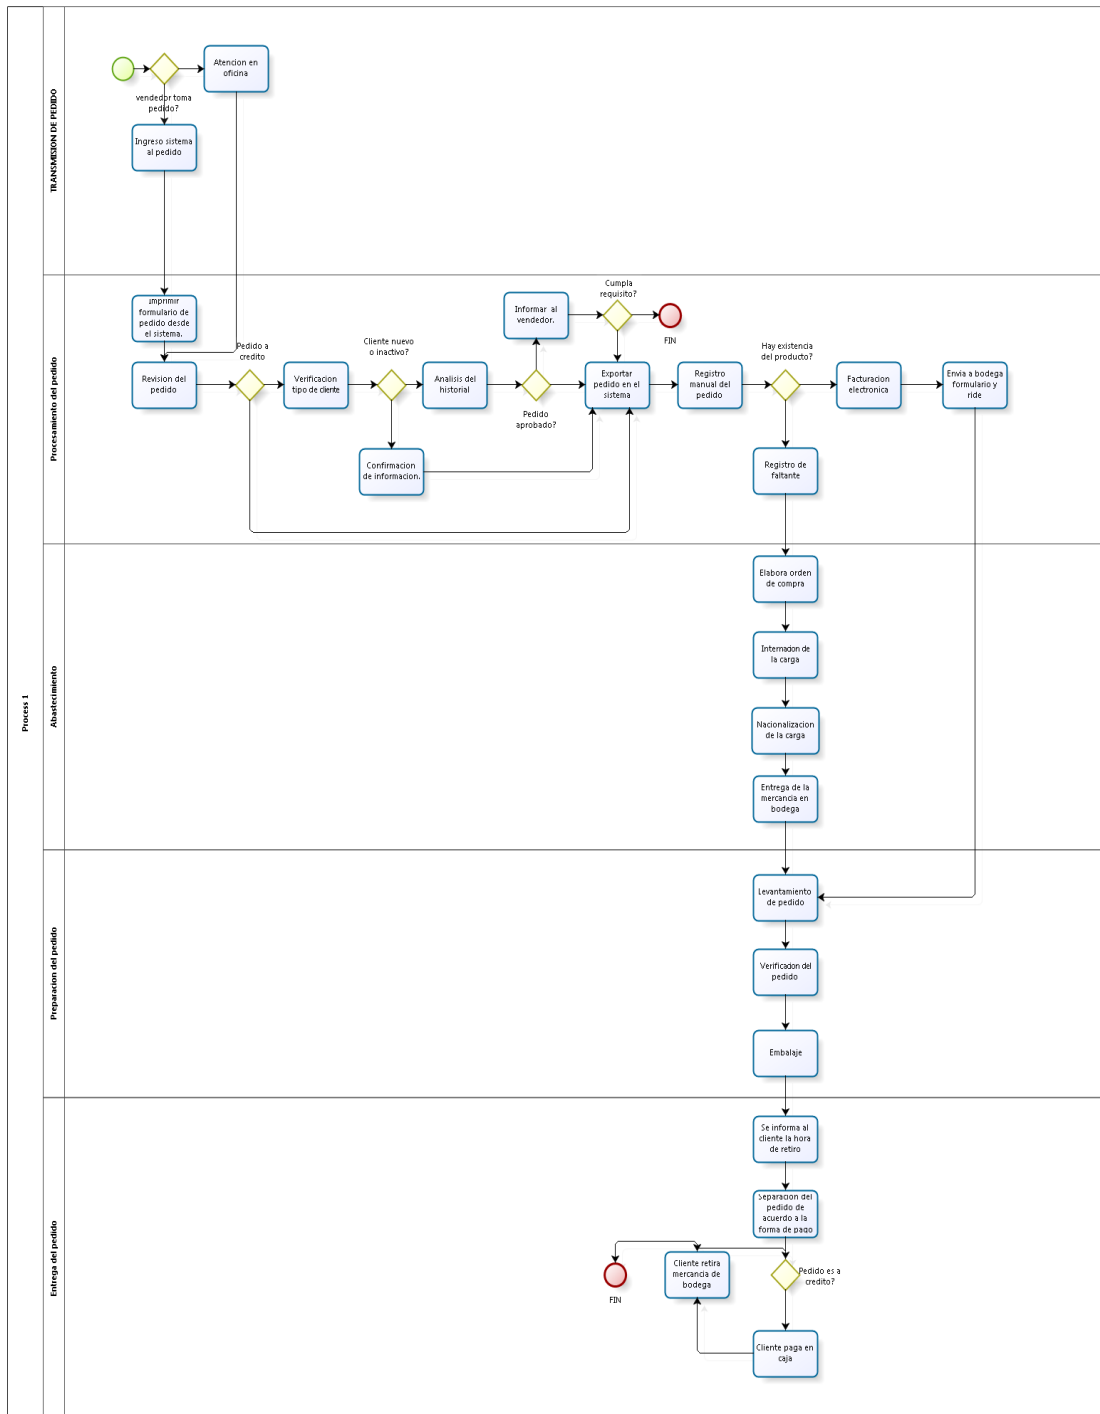 Process 1
TRANSMISION DE PEDIDO
Atencion en
oficina
vendedor toma
pedido?
Ingreso sistema
al pedido
Procesamiento del pedido
Imprimir
formulario de
pedido desde
el sistema.
Revision del
pedido
Pedido a
credito
Verificacion
tipo de cliente
Cliente nuevo
o inactivo?
Analisis del
historial
Confirmacion
de informacion.
Informar al
vendedor.
Pedido
aprobado?
Cumpla
requisito?
FIN
Exportar
pedido en el
sistema
Registro
manual del
pedido
Hay existencia
del producto?
Facturacion
electronica
Envia a bodega
formulario y
ride
Registro de
faltante
Abastecimiento
Elabora orden
de compra
Internacion de
la carga
Nacionalizacion
de la carga
Entrega de la
mercancia en
bodega
Preparacion del pedido
Levantamiento
de pedido
Verificacion del
pedido
Embalaje
Entrega del pedido
Se informa al
cliente la hora
de retiro
Separacion del
pedido de
acuerdo a la
forma de pago
Pedido es a
credito?
Cliente retira
mercancia de
bodega
FIN
Cliente paga en
caja